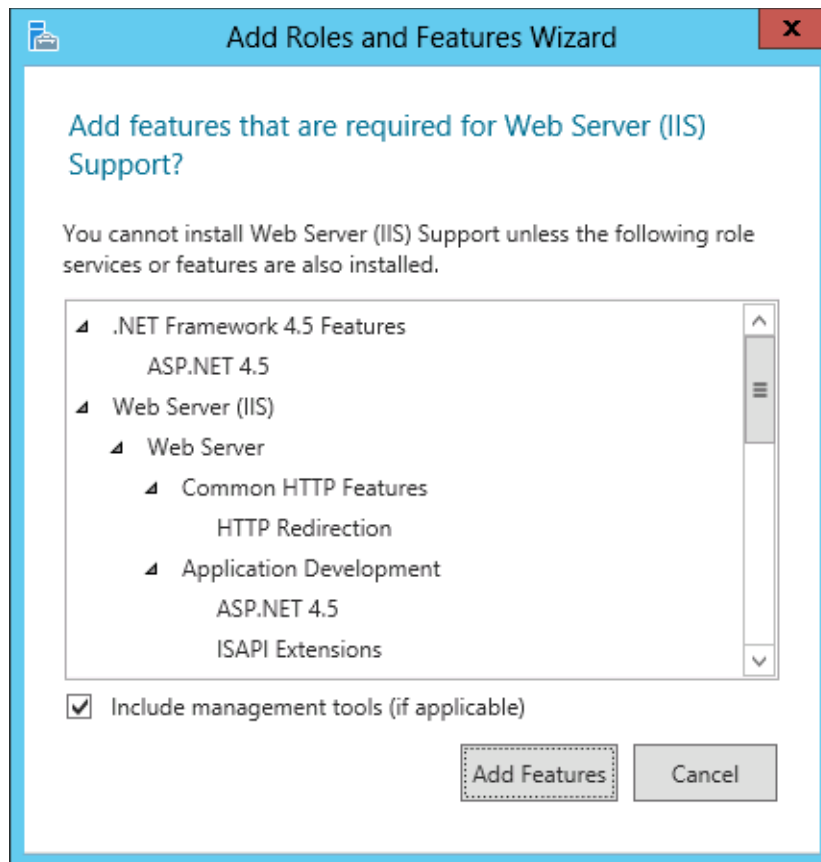 Add Roles and Features Wizard
x
Add features that are required for Web Server (IIS)
Support?
You cannot install Web Server (IIS) Support unless the following role
services or features are also installed.
.NET Framework 4.5 Features
ASP.NET 4.5
Web Server (IIS)
Web Server
Common HTTP Features
HTTP Redirection
Application Development
ASP.NET 4.5
ISAPI Extensions
Include management tools (if applicable)
Add Features
Cancel